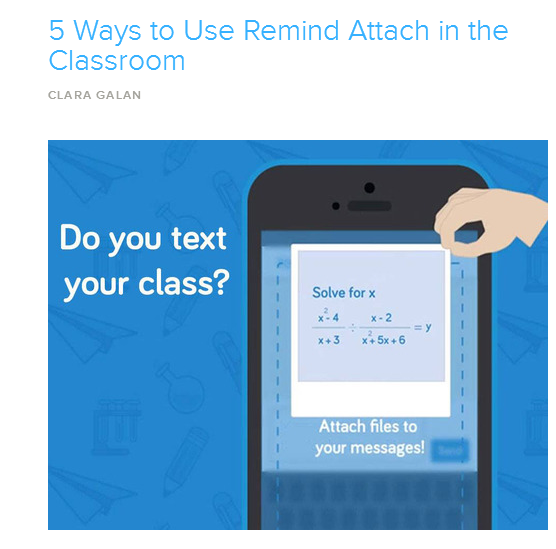 5 Ways to Use Remind Attach in the
Classroom
CLARA GALAN
Do you text
your class?
Solve for x
x²- 4 ÷ x - 2 = y
x + 3 x²+ 5x + 6
Attach files to
your messages!